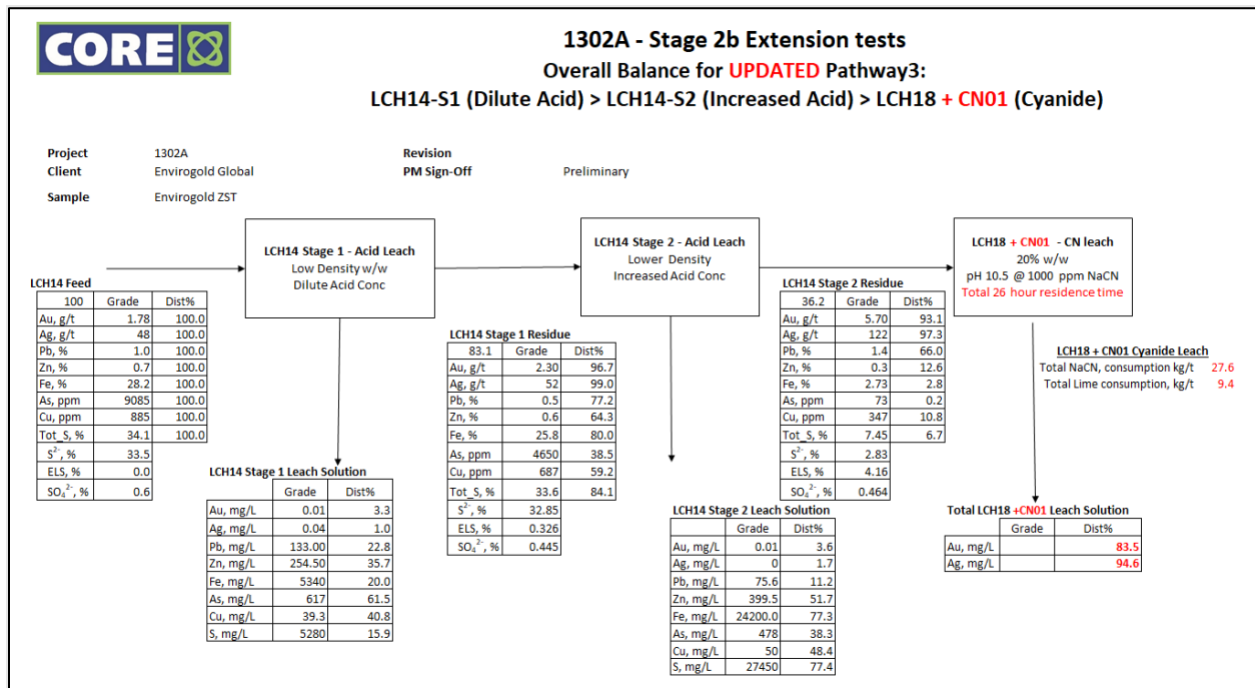 CORE
1302A - Stage 2b Extension tests
Overall Balance for UPDATED Pathway3:
LCH14-S1 (Dilute Acid) > LCH14-S2 (Increased Acid) > LCH18 + CN01 (Cyanide)
Project 1302A Revision
Client Envirogold Global PM Sign-Off Preliminary
Sample Envirogold ZST
LCH14 Stage 1 - Acid Leach
Low Density w/w
Dilute Acid Conc
LCH14 Stage 2 - Acid Leach
Lower Density
Increased Acid Conc
LCH18 + CN01 - CN leach
20% w/w
pH 10.5 @ 1000 ppm NaCN
Total 26 hour residence time
LCH14 Feed
100 Grade Dist%
Au, g/t 1.78 100.0
Ag, g/t 48 100.0
Pb, % 1.0 100.0
Zn, % 0.7 100.0
Fe, % 28.2 100.0
As, ppm 9085 100.0
Cu, ppm 885 100.0
Tot_S, % 34.1 100.0
S²⁻, % 33.5
ELS, % 0.0
SO₄²⁻, % 0.6
LCH14 Stage 1 Leach Solution
Grade Dist%
Au, mg/L 0.01 3.3
Ag, mg/L 0.04 1.0
Pb, mg/L 133.00 22.8
Zn, mg/L 254.50 35.7
Fe, mg/L 5340 20.0
As, mg/L 617 61.5
Cu, mg/L 39.3 40.8
S, mg/L 5280 15.9
LCH14 Stage 1 Residue
83.1 Grade Dist%
Au, g/t 2.30 96.7
Ag, g/t 52 99.0
Pb, % 0.5 77.2
Zn, % 0.6 64.3
Fe, % 25.8 80.0
As, ppm 4650 38.5
Cu, ppm 687 59.2
Tot_S, % 33.6 84.1
S²⁻, % 32.85
ELS, % 0.326
SO₄²⁻, % 0.445
LCH14 Stage 2 Leach Solution
Grade Dist%
Au, mg/L 0.01 3.6
Ag, mg/L 0 1.7
Pb, mg/L 75.6 11.2
Zn, mg/L 399.5 51.7
Fe, mg/L 24200.0 77.3
As, mg/L 478 38.3
Cu, mg/L 50 48.4
S, mg/L 27450 77.4
LCH14 Stage 2 Residue
36.2 Grade Dist%
Au, g/t 5.70 93.1
Ag, g/t 122 97.3
Pb, % 1.4 66.0
Zn, % 0.3 12.6
Fe, % 2.73 2.8
As, ppm 73 0.2
Cu, ppm 347 10.8
Tot_S, % 7.45 6.7
S²⁻, % 2.83
ELS, % 4.16
SO₄²⁻, % 0.464
LCH18 + CN01 Cyanide Leach
Total NaCN, consumption kg/t 27.6
Total Lime consumption, kg/t 9.4
Total LCH18 +CN01 Leach Solution
Grade Dist%
Au, mg/L 83.5
Ag, mg/L 94.6